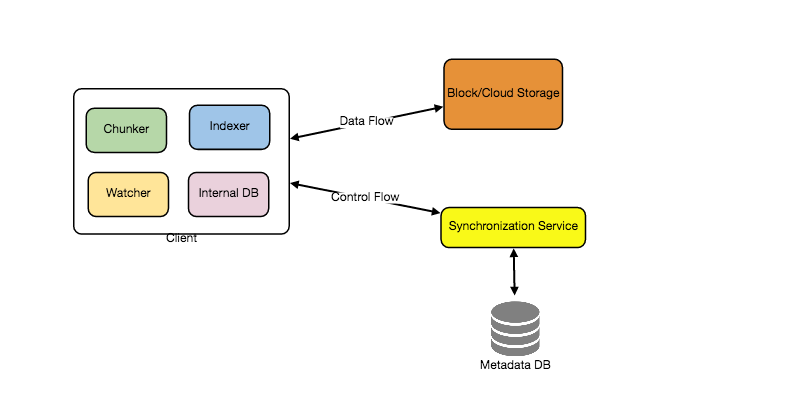 Block/Cloud Storage
Data Flow
Chunker
Indexer
Watcher
Internal DB
Client
Control Flow
Synchronization Service
Metadata DB